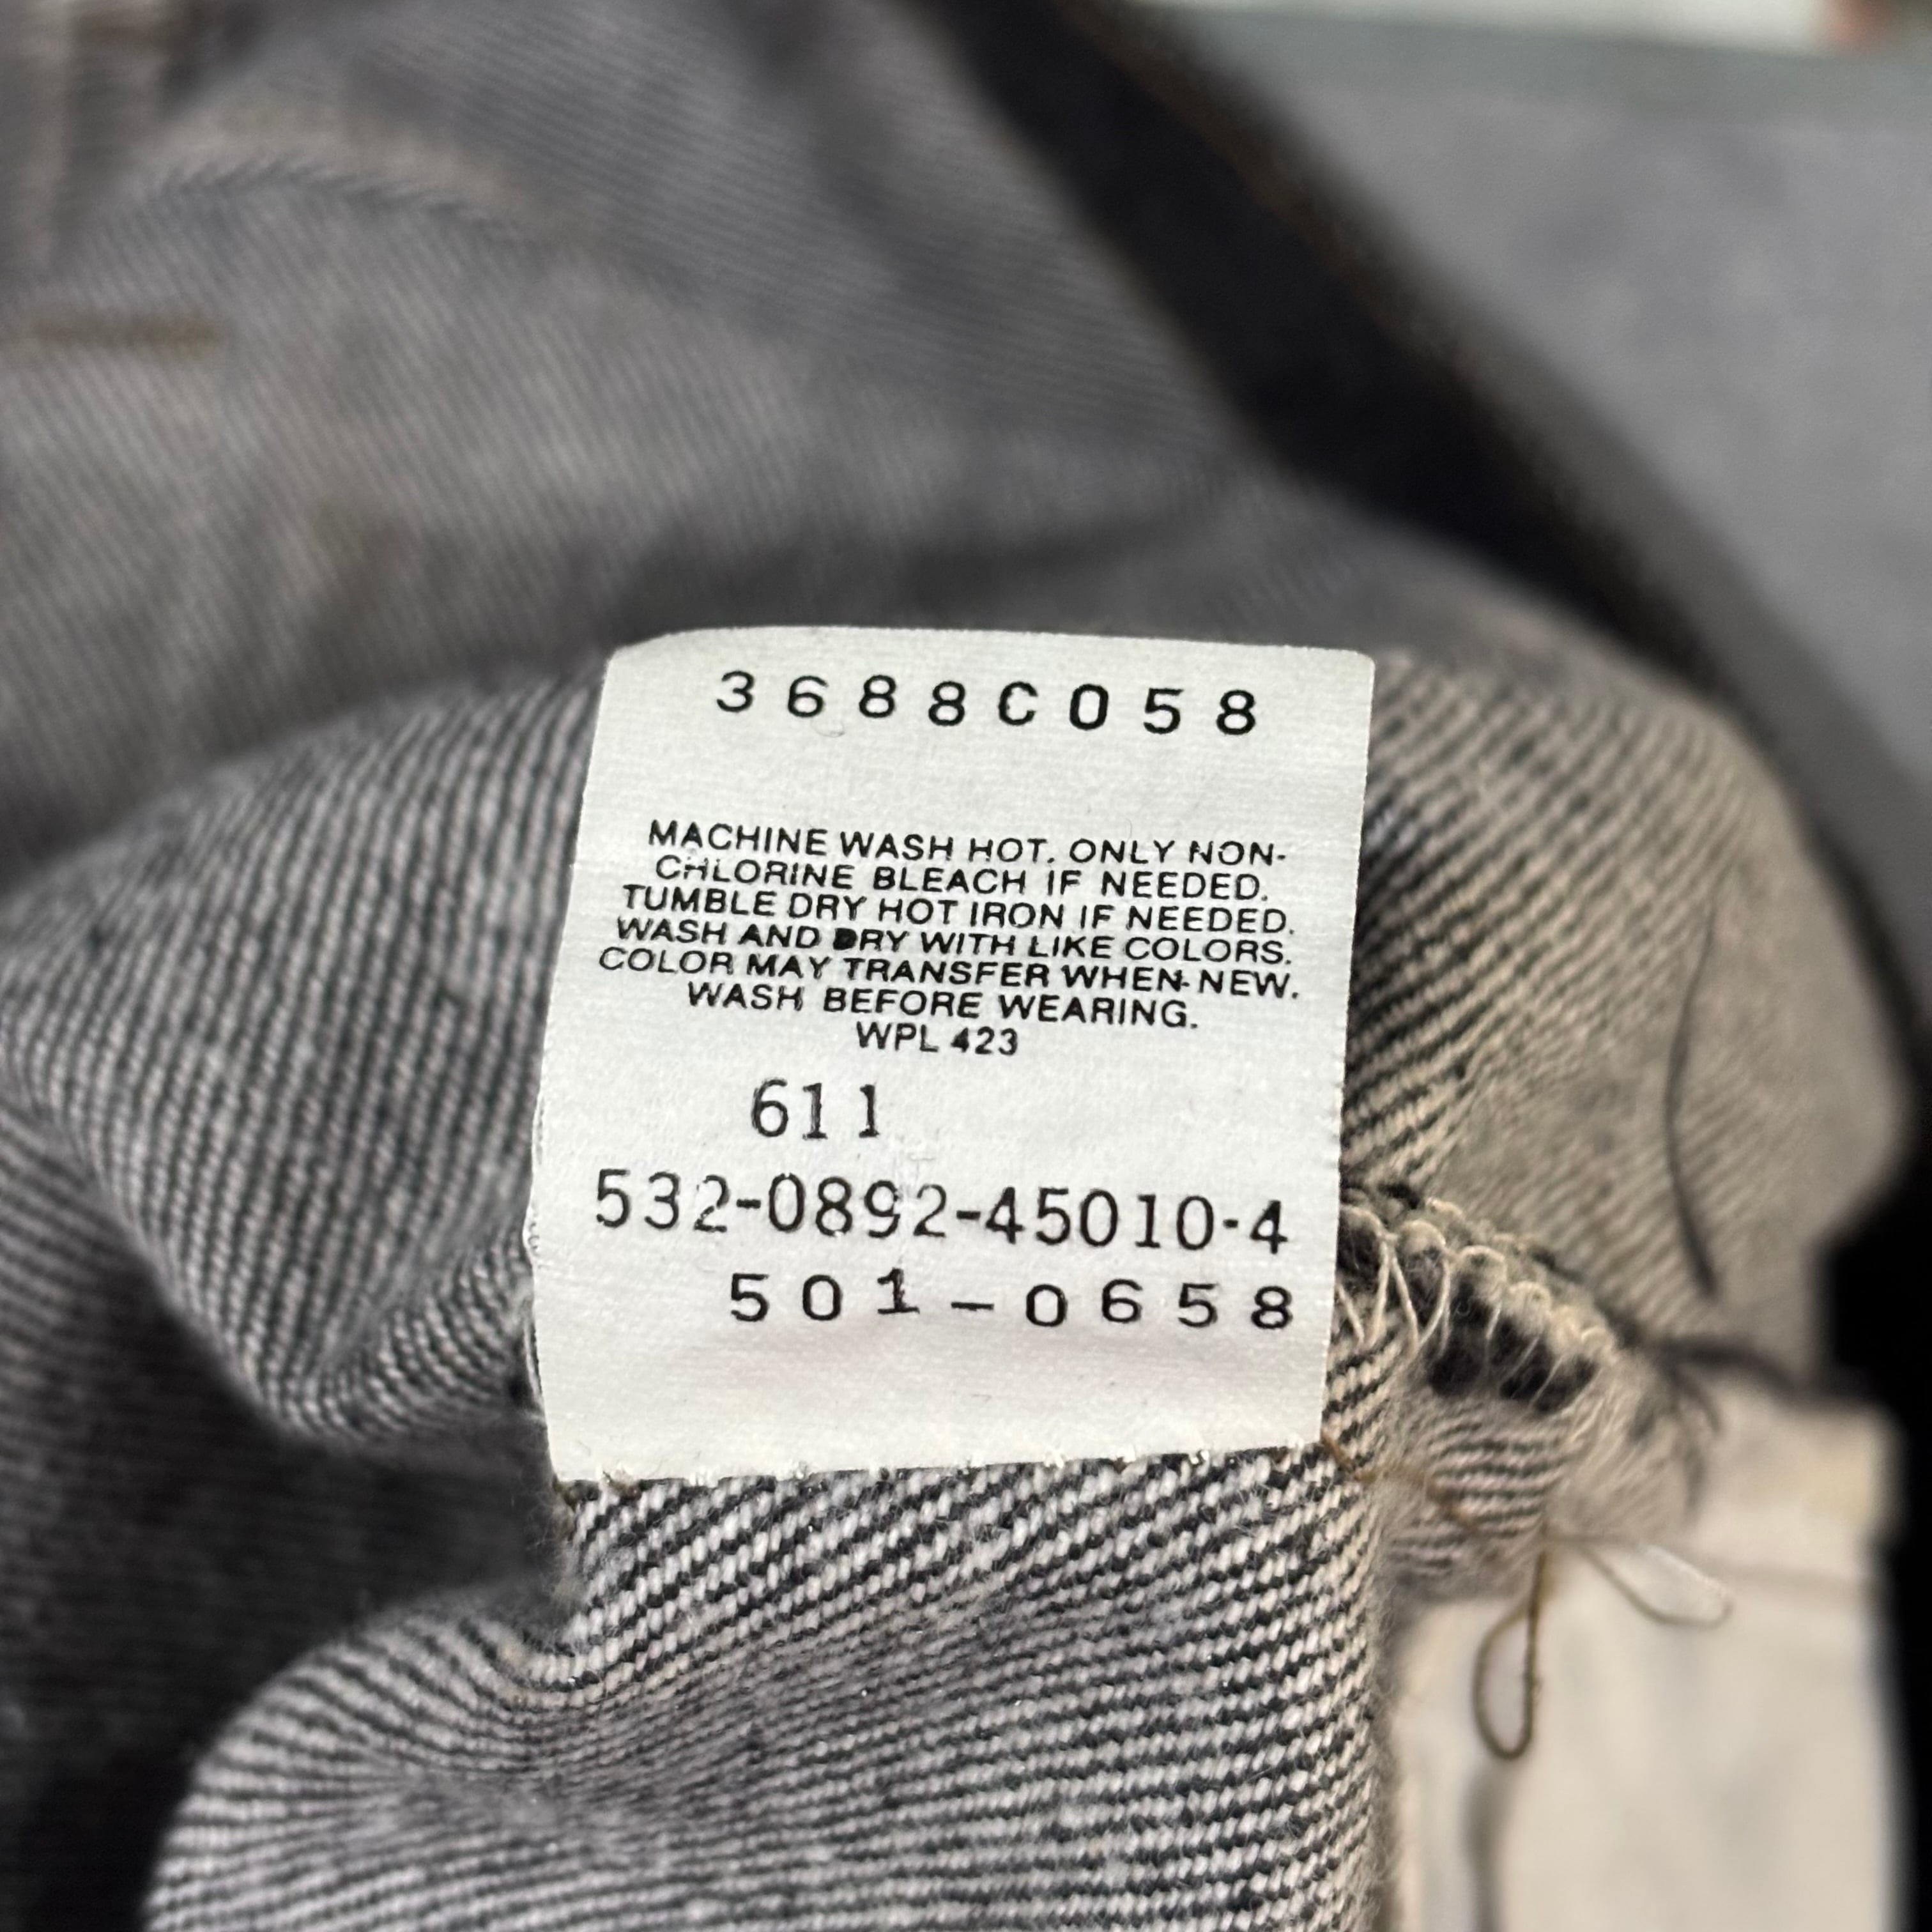 3688C058
MACHINE WASH HOT. ONLY NON-
CHLORINE BLEACH IF NEEDED.
TUMBLE DRY HOT IRON IF NEEDED.
WASH AND DRY WITH LIKE COLORS.
COLOR MAY TRANSFER WHEN NEW.
WASH BEFORE WEARING.
WPL 423
611
532-0892-45010-4
501-0658